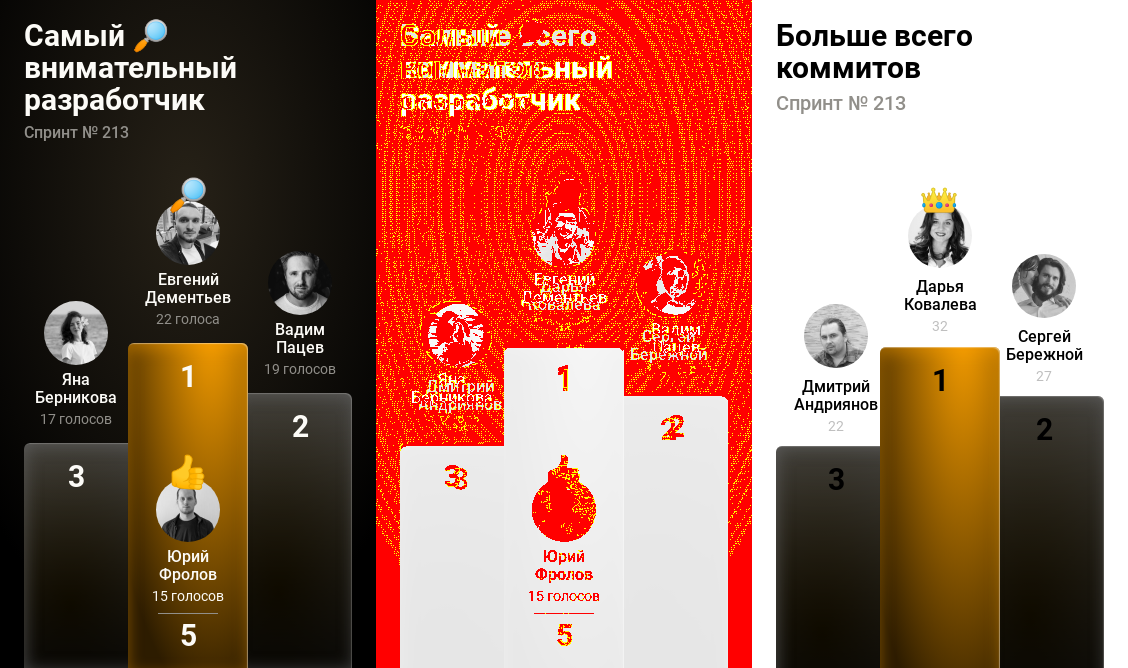 Самый 🔎
внимательный
разработчик
Спринт № 213
Евгений
Дементьев
22 голоса
Вадим
Пацев
19 голосов
Яна
Берникова
17 голосов
1
2
3
Юрий
Фролов
15 голосов
5
разработчик
1
2
3
Юрий
Фролов
15 голосов
5
Больше всего
коммитов
Спринт № 213
Дарья
Ковалева
32
Сергей
Бережной
27
Дмитрий
Андриянов
22
1
2
3